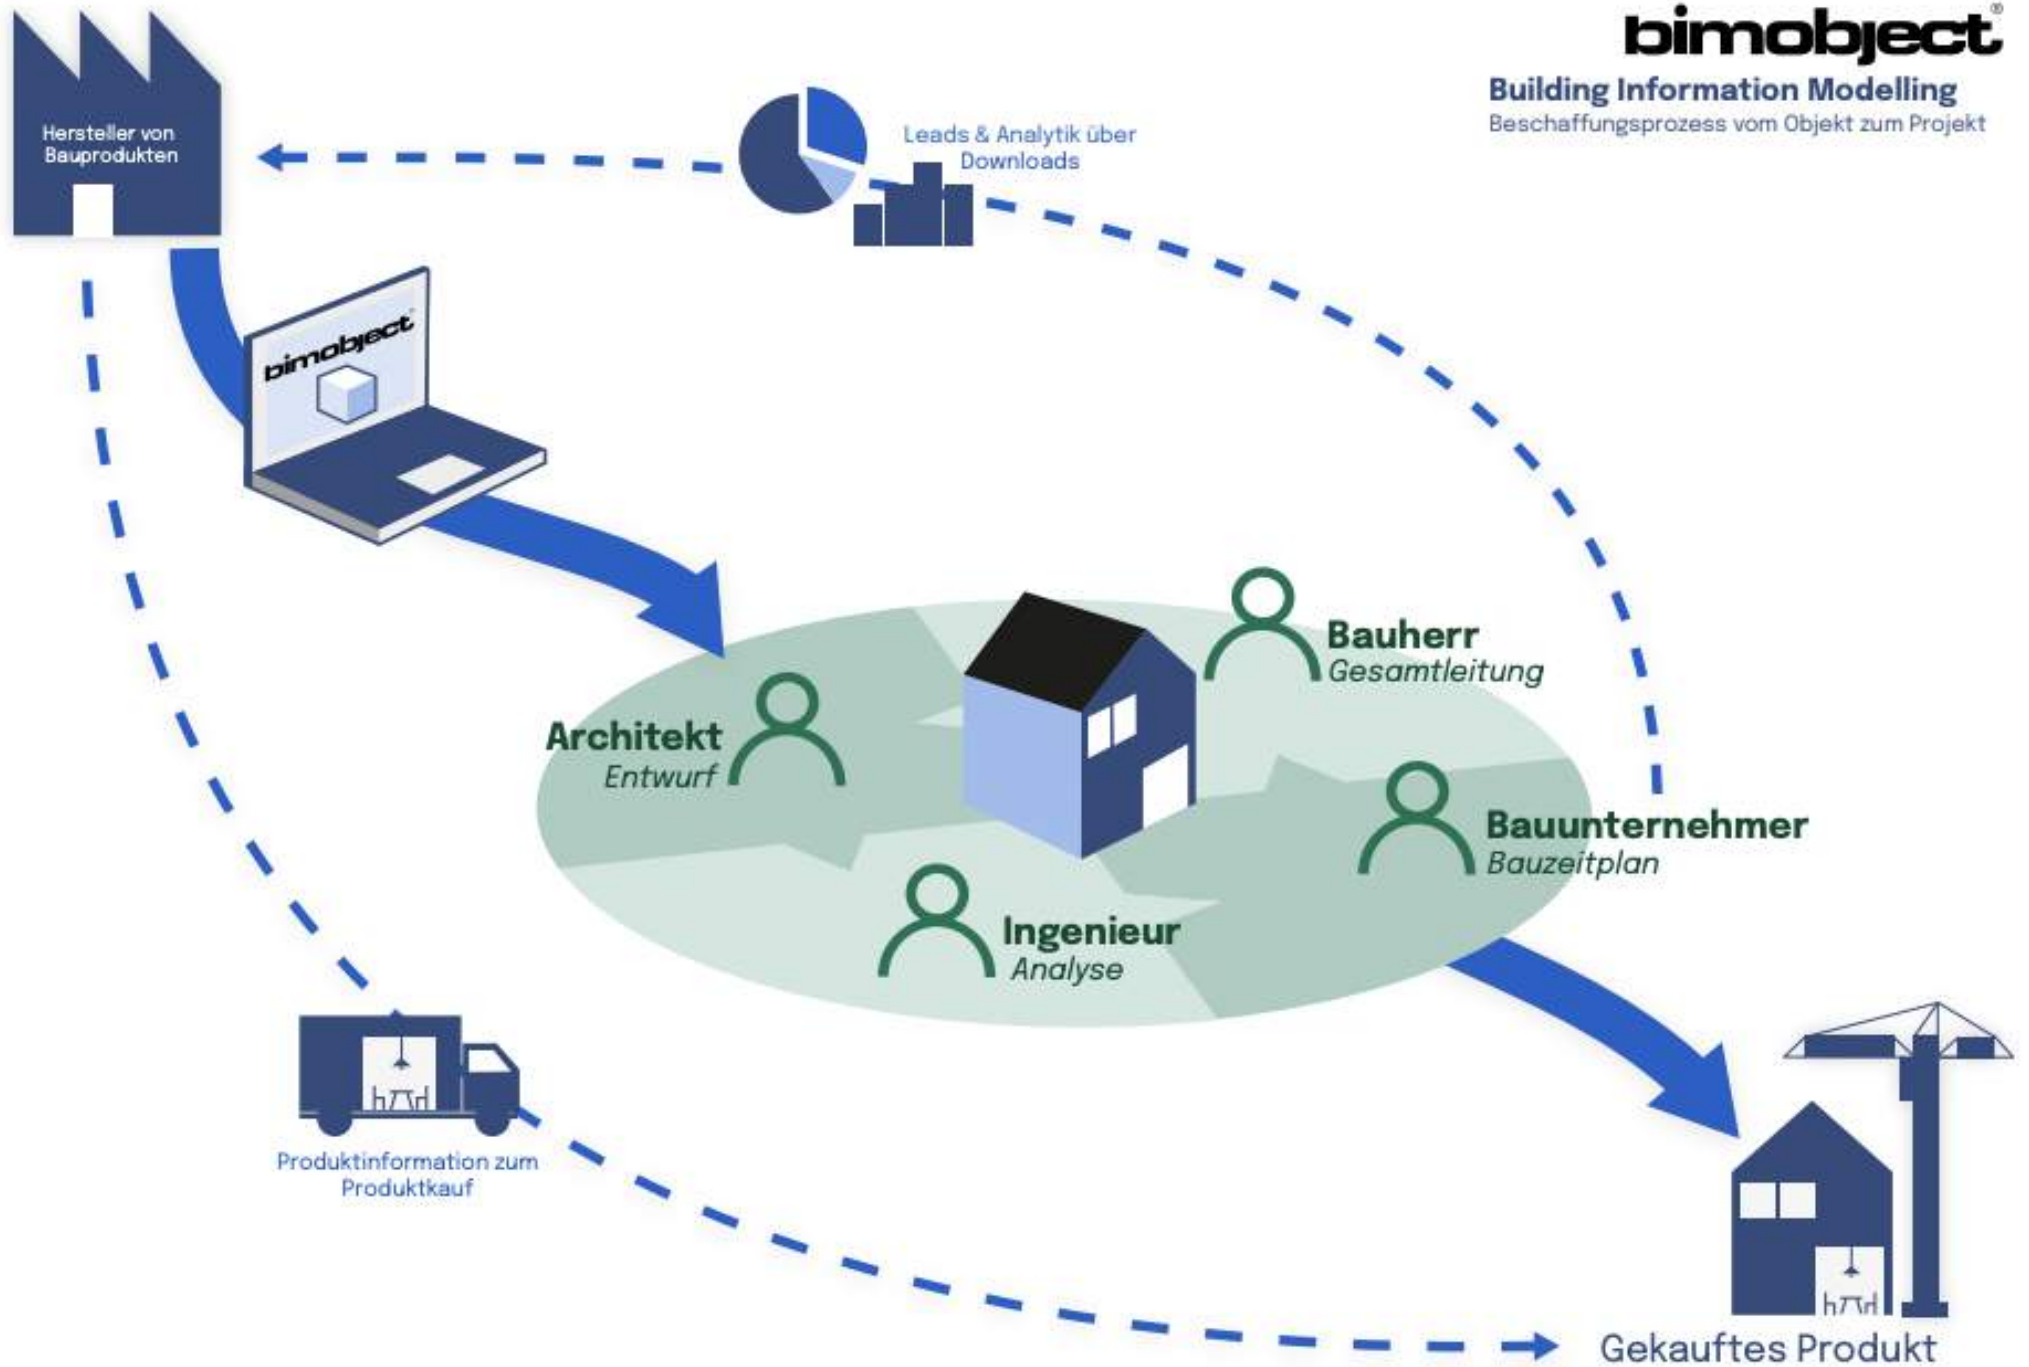 bimobject®
Building Information Modelling
Beschaffungsprozess vom Objekt zum Projekt
Hersteller von
Bauprodukten
Leads & Analytik über
Downloads
bimobject
Bauherr
Gesamtleitung
Architekt
Entwurf
Bauunternehmer
Bauzeitplan
Ingenieur
Analyse
Produktinformation zum
Produktkauf
Gekauftes Produkt